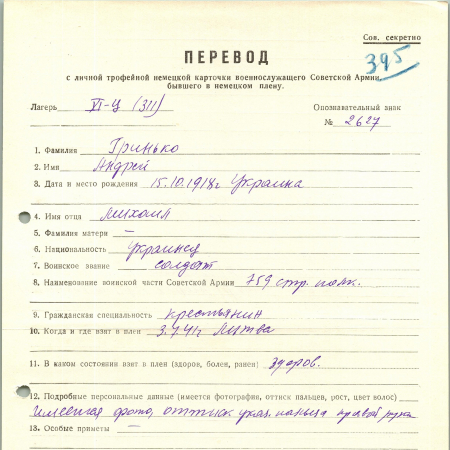 Сов. секретно
395
ПЕРЕВОД
с личной трофейной немецкой карточки военнослужащего Советской Армии,
бывшего в немецком плену.
Лагерь VI-Ц (311) Опознавательный знак
№ 2627
1. Фамилия Гринько
2. Имя Андрей
3. Дата и место рождения 15.10.1918г Украина
4. Имя отца Михаил
5. Фамилия матери —
6. Национальность Украинец
7. Воинское звание солдат
8. Наименование воинской части Советской Армии 759 стр. полк.
9. Гражданская специальность крестьянин
10. Когда и где взят в плен 3.7.41г Литва
11. В каком состоянии взят в плен (здоров, болен, ранен) здоров.
12. Подробные персональные данные (имеется фотография, оттиск пальцев, рост, цвет волос)
Имеется фото, оттиск указ. пальца правой руки
13. Особые приметы —